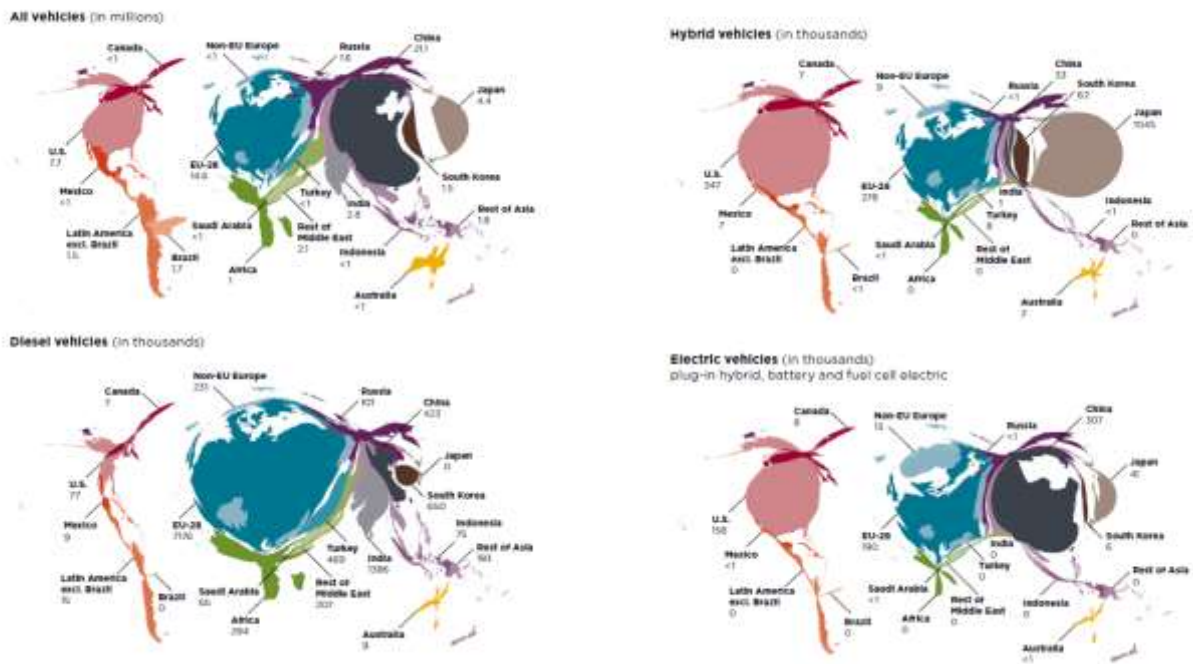 All vehicles (in millions)
Canada
<1
Non-EU Europe
<1
Russia
1.6
China
21.1
Japan
4.4
U.S.
7.7
EU-28
14.6
Mexico
<1
South Korea
1.5
Turkey
<1
India
2.8
Rest of Asia
1.8
Latin America
excl. Brazil
1.5
Saudi Arabia
<1
Rest of
Middle East
2.1
Indonesia
<1
Brazil
1.7
Africa
1
Australia
<1
Hybrid vehicles (in thousands)
Canada
7
Non-EU Europe
9
China
33
Russia
<1
South Korea
62
Japan
1045
U.S.
347
EU-28
278
India
1
Mexico
7
Turkey
Indonesia
<1
Saudi Arabia
<1
Rest of Asia
0
Latin America
excl. Brazil
0
Rest of
Middle East
0
Brazil
<1
Africa
0
Australia
Diesel vehicles (in thousands)
Non-EU Europe
231
Canada
7
Russia
101
China
423
Japan
0
U.S.
77
South Korea
650
Mexico
9
EU-28
7176
Indonesia
75
Turkey
India
1386
Rest of Asia
Latin America
excl. Brazil
Saudi Arabia
65
Rest of
Middle East
207
Brazil
0
Africa
284
Australia
9
Electric vehicles (in thousands)
plug-in hybrid, battery and fuel cell electric
Canada
Non-EU Europe
China
307
Russia
<1
Japan
41
U.S.
158
EU-28
190
South Korea
6
India
0
Mexico
<1
Turkey
0
Rest of Asia
0
Latin America
excl. Brazil
0
Saudi Arabia
<1
Rest of
Middle East
0
Indonesia
0
Brazil
0
Africa
Australia
<1